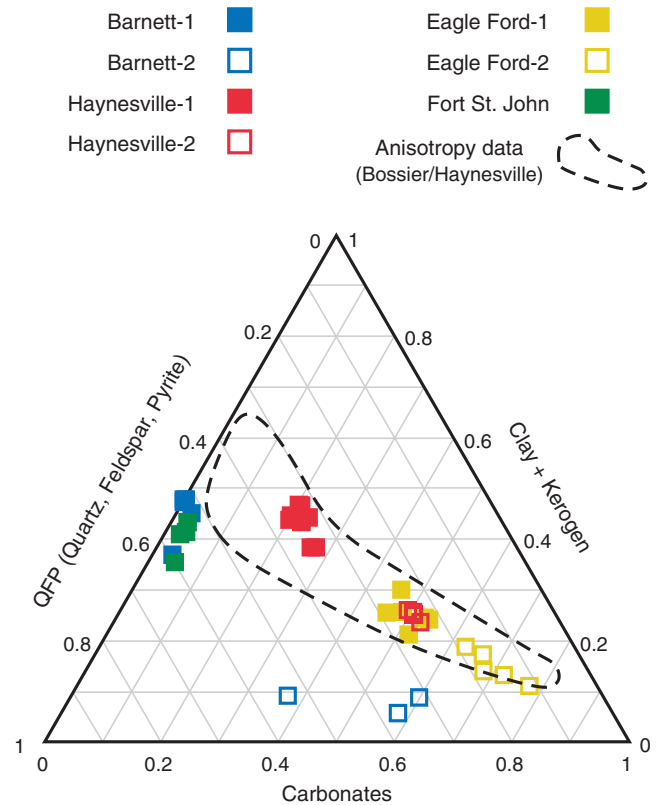 Barnett-1
Barnett-2
Haynesville-1
Haynesville-2
Eagle Ford-1
Eagle Ford-2
Fort St. John
Anisotropy data
(Bossier/Haynesville)
0 1
0.2 0.8
0.4 0.6
0.6 0.4
0.8 0.2
1 0
QFP (Quartz, Feldspar, Pyrite)
Clay + Kerogen
0 0.2 0.4 0.6 0.8 1
Carbonates